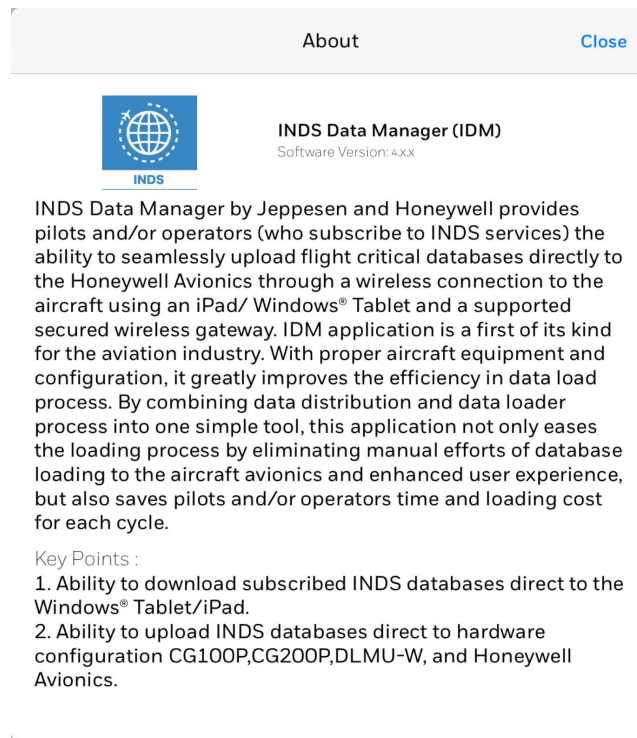 About
Close
INDS
INDS Data Manager (IDM)
Software Version: 4.X.X
INDS Data Manager by Jeppesen and Honeywell provides
pilots and/or operators (who subscribe to INDS services) the
ability to seamlessly upload flight critical databases directly to
the Honeywell Avionics through a wireless connection to the
aircraft using an iPad/ Windows® Tablet and a supported
secured wireless gateway. IDM application is a first of its kind
for the aviation industry. With proper aircraft equipment and
configuration, it greatly improves the efficiency in data load
process. By combining data distribution and data loader
process into one simple tool, this application not only eases
the loading process by eliminating manual efforts of database
loading to the aircraft avionics and enhanced user experience,
but also saves pilots and/or operators time and loading cost
for each cycle.
Key Points :
1. Ability to download subscribed INDS databases direct to the
Windows® Tablet/iPad.
2. Ability to upload INDS databases direct to hardware
configuration CG100P,CG200P,DLMU-W, and Honeywell
Avionics.